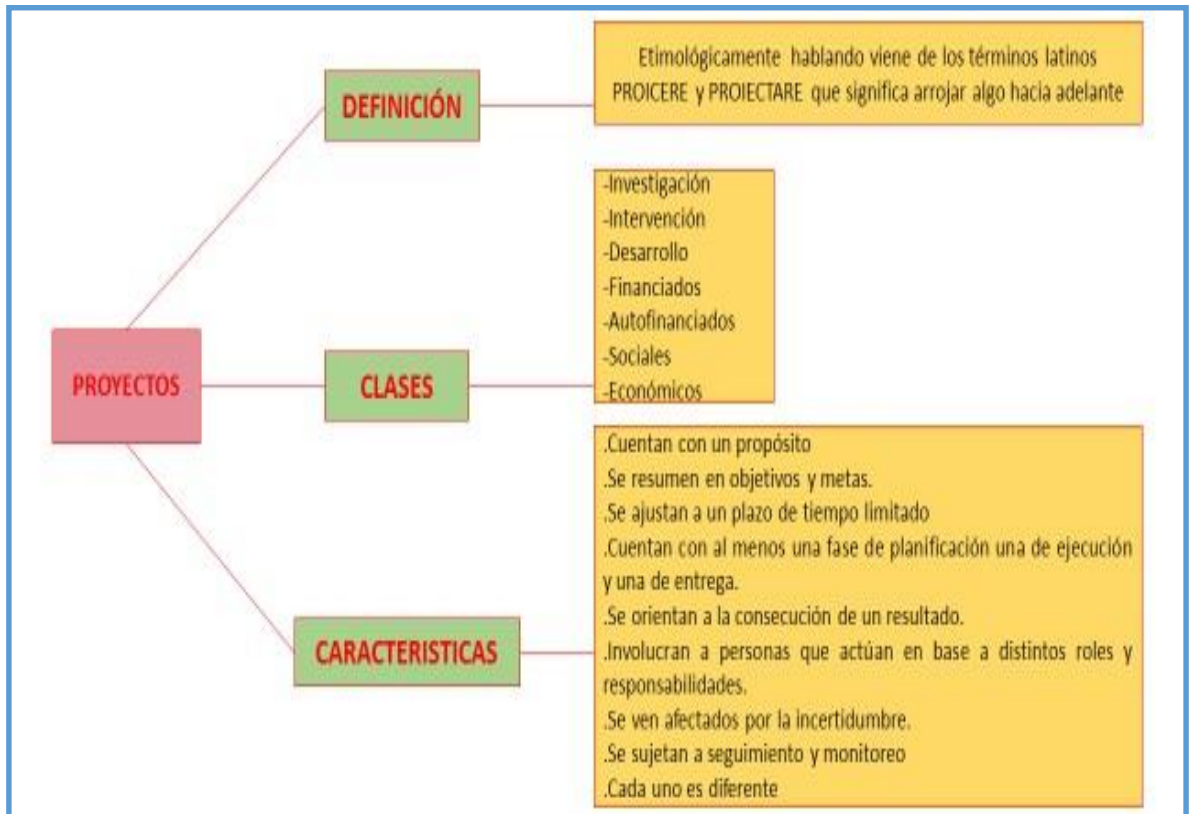 PROYECTOS
DEFINICIÓN
Etimológicamente hablando viene de los términos latinos
PROICERE y PROIECTARE que significa arrojar algo hacia adelante
CLASES
-Investigación
-Intervención
-Desarrollo
-Financiados
-Autofinanciados
-Sociales
-Económicos
CARACTERISTICAS
.Cuentan con un propósito
.Se resumen en objetivos y metas.
.Se ajustan a un plazo de tiempo limitado
.Cuentan con al menos una fase de planificación una de ejecución
y una de entrega.
.Se orientan a la consecución de un resultado.
.Involucran a personas que actúan en base a distintos roles y
responsabilidades.
.Se ven afectados por la incertidumbre.
.Se sujetan a seguimiento y monitoreo
.Cada uno es diferente